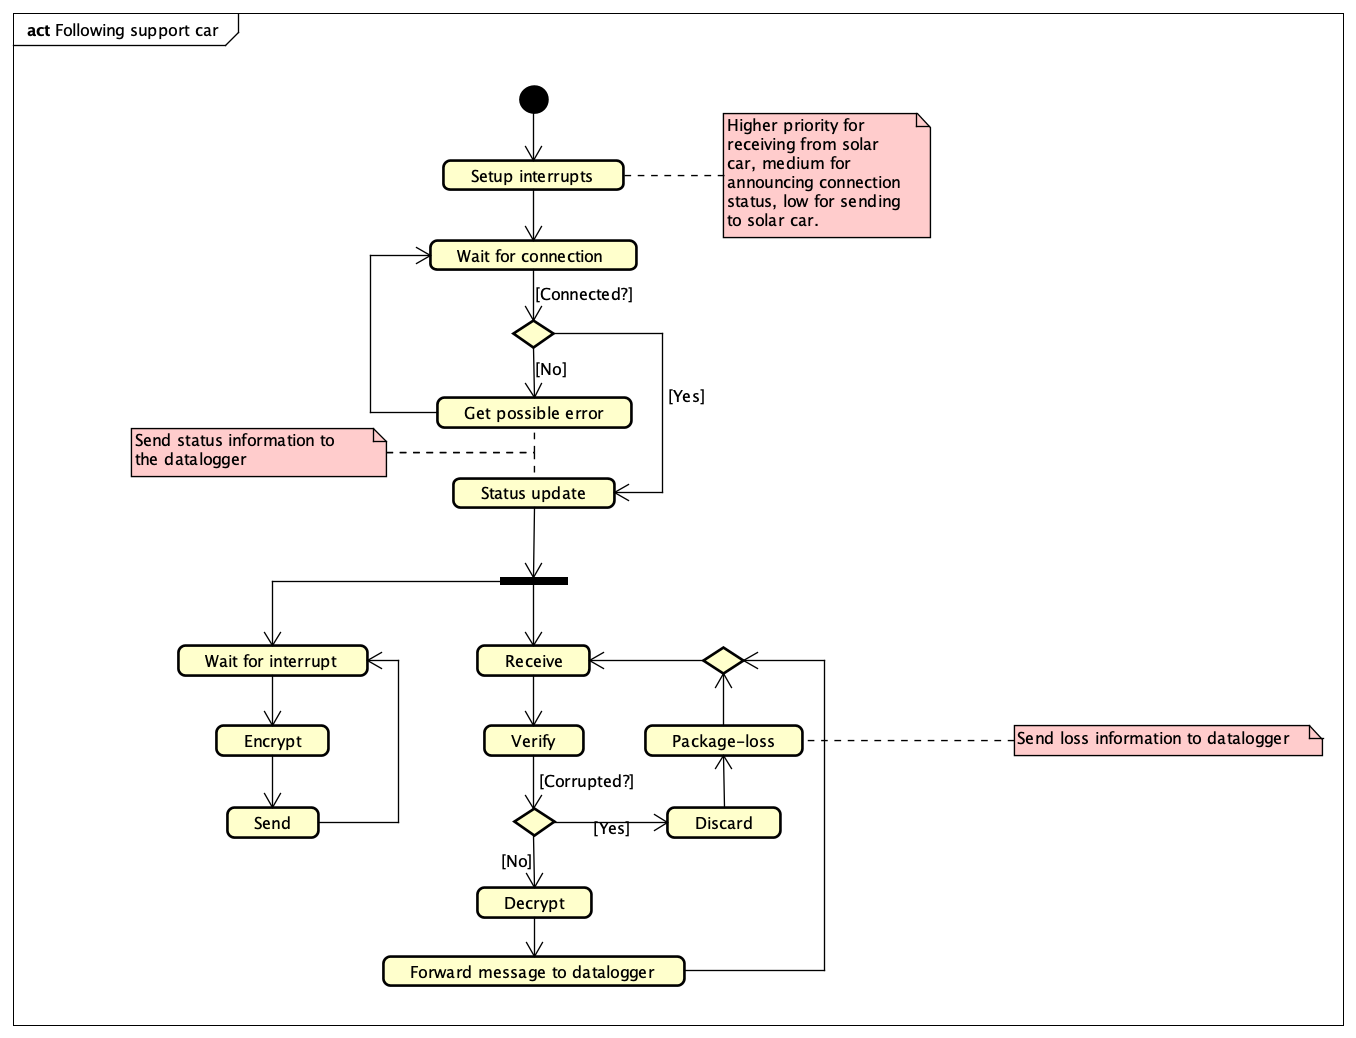 act Following support car
Higher priority for
receiving from solar
car, medium for
announcing connection
status, low for sending
to solar car.
Setup interrupts
Wait for connection
[Connected?]
[No]
[Yes]
Get possible error
Send status information to
the datalogger
Status update
Wait for interrupt
Receive
Encrypt
Verify
Package-loss
Send loss information to datalogger
[Corrupted?]
Send
[Yes]
Discard
[No]
Decrypt
Forward message to datalogger